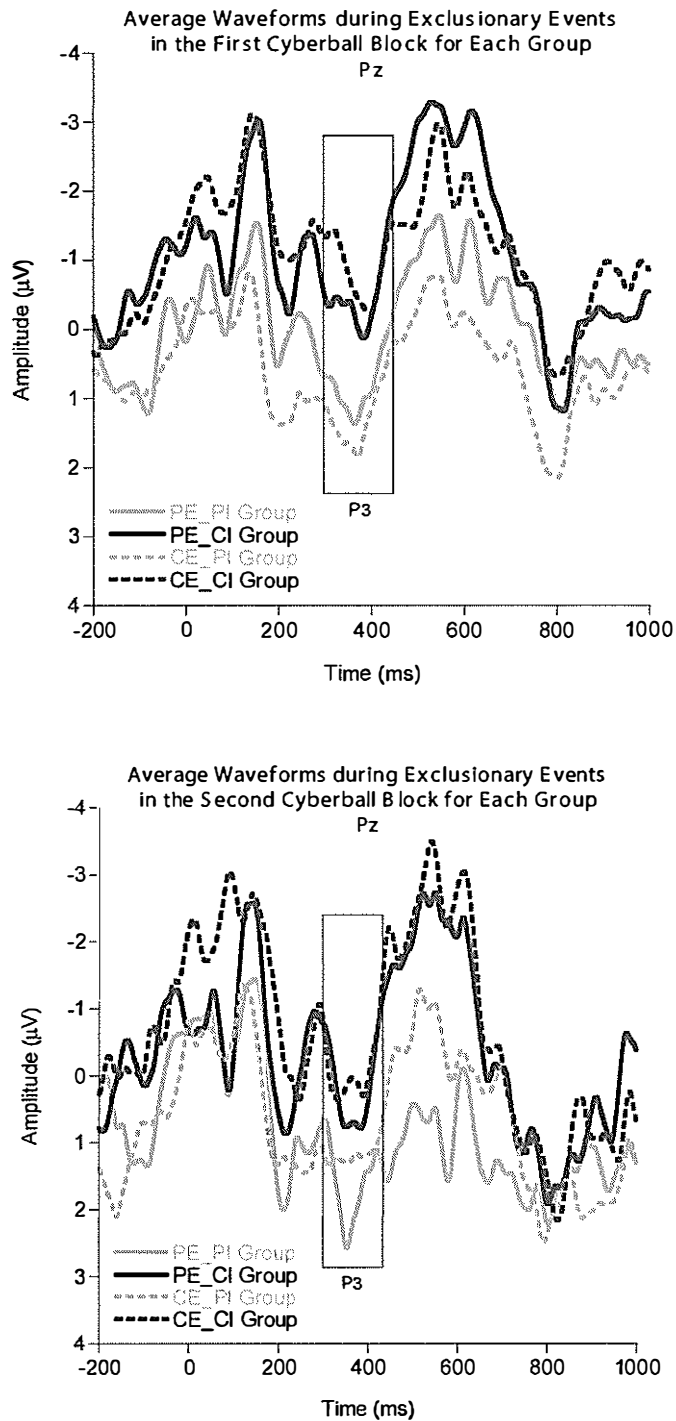 Average Waveforms during Exclusionary Events
in the First Cyberball Block for Each Group
Pz
-4
-3
-2
-1
0
1
2
3
4
Amplitude (µV)
P3
PE_PI Group
PE_CI Group
CE_PI Group
CE_CI Group
-200 0 200 400 600 800 1000
Time (ms)
Average Waveforms during Exclusionary Events
in the Second Cyberball Block for Each Group
Pz
-4
-3
-2
-1
0
1
2
3
4
Amplitude (µV)
P3
PE_PI Group
PE_CI Group
CE_PI Group
CE_CI Group
-200 0 200 400 600 800 1000
Time (ms)